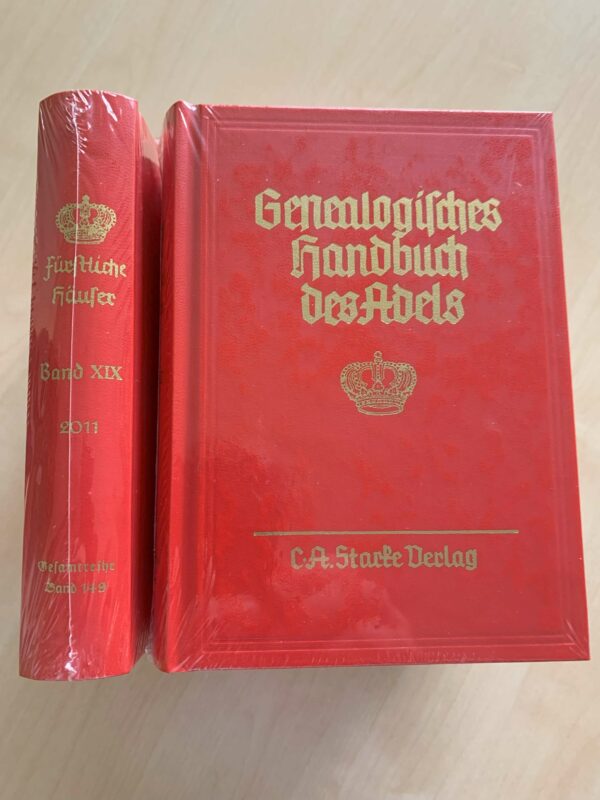 Fürstliche
Häuser
Band XIX
2011
Gesamtreihe
Band 149
Genealogisches
Handbuch
des Adels
C.A. Starke Verlag